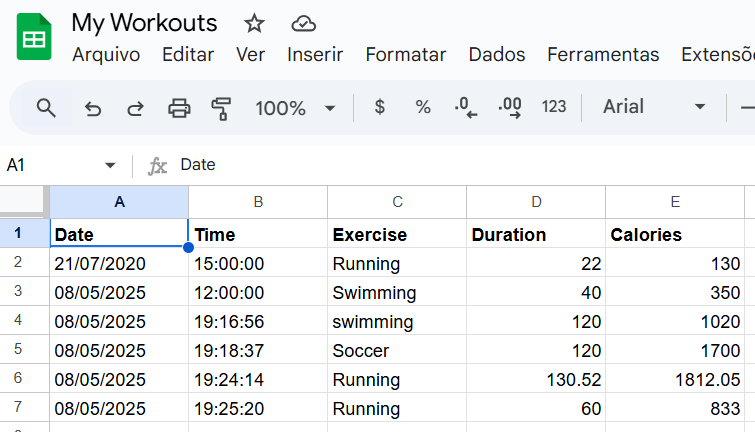 My Workouts
Arquivo Editar Ver Inserir Formatar Dados Ferramentas
100% $ % .0 .00 123 Arial
A1 fx Date
A B C D E
1 Date Time Exercise Duration Calories
2 21/07/2020 15:00:00 Running 22 130
3 08/05/2025 12:00:00 Swimming 40 350
4 08/05/2025 19:16:56 swimming 120 1020
5 08/05/2025 19:18:37 Soccer 120 1700
6 08/05/2025 19:24:14 Running 130.52 1812.05
7 08/05/2025 19:25:20 Running 60 833